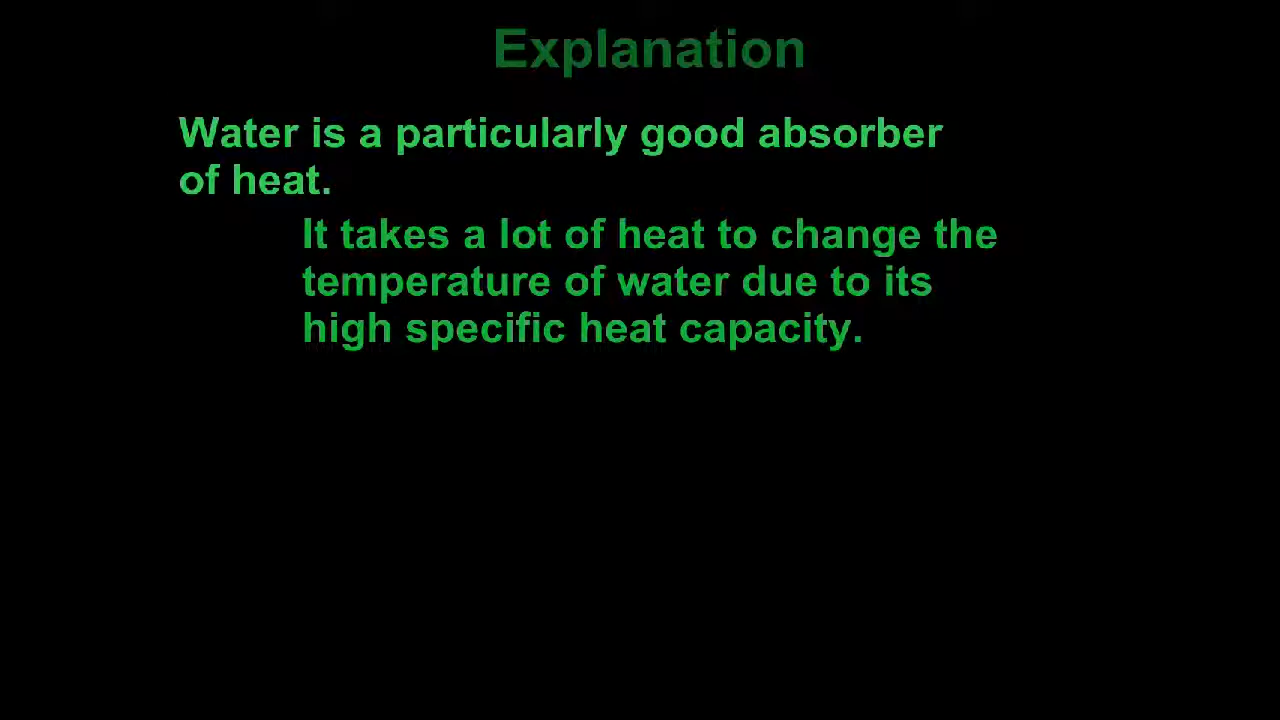 Explanation
Water is a particularly good absorber
of heat.
It takes a lot of heat to change the
temperature of water due to its
high specific heat capacity.